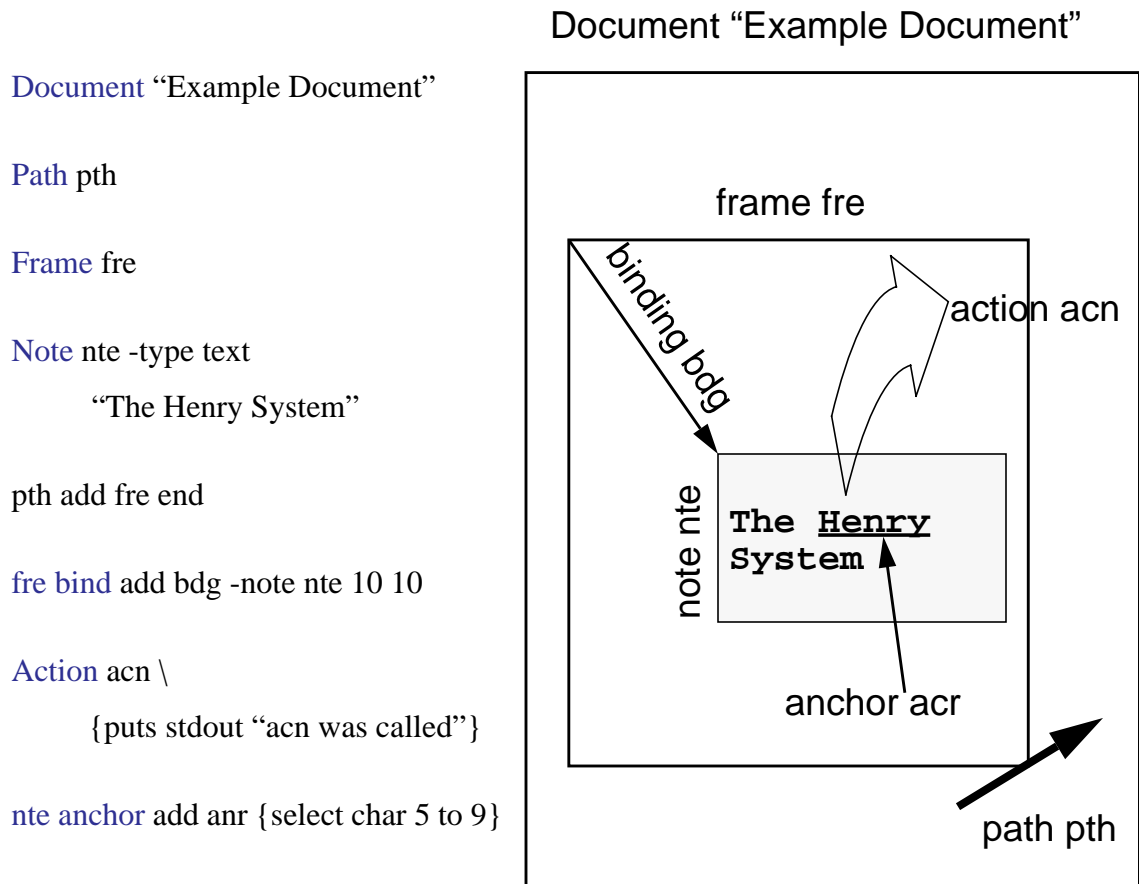 Document “Example Document”
Document “Example Document”
Path pth
Frame fre
Note nte -type text
“The Henry System”
pth add fre end
fre bind add bdg -note nte 10 10
Action acn \
{puts stdout “acn was called”}
nte anchor add anr {select char 5 to 9}
frame fre
binding bdg
action acn
note nte
The Henry
System
anchor acr
path pth